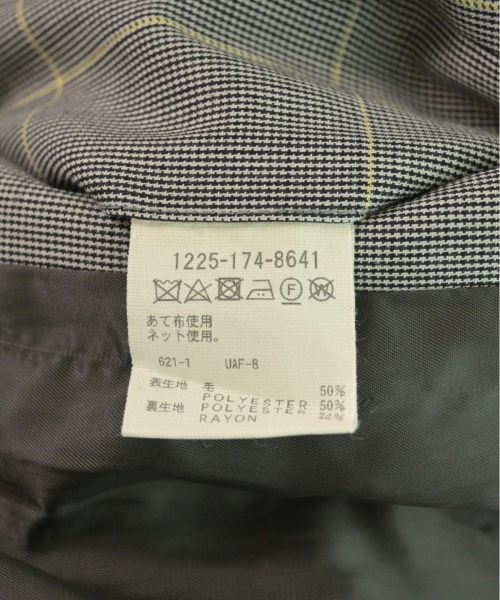 1225-174-8641
F W
あて布使用
ネット使用。
621-1 UAF-8
表生地 毛 50%
POLYESTER 50%
裏生地 POLYESTER
RAYON